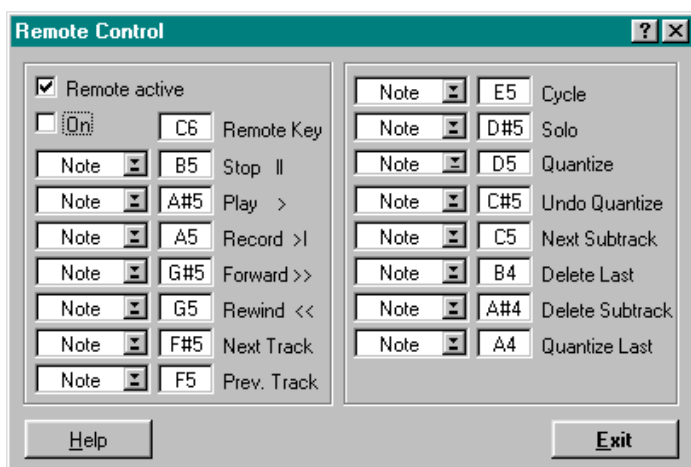 Remote Control
Remote active
On C6 Remote Key
Note B5 Stop II
Note A#5 Play >
Note A5 Record >I
Note G#5 Forward >>
Note G5 Rewind <<
Note F#5 Next Track
Note F5 Prev. Track
Note E5 Cycle
Note D#5 Solo
Note D5 Quantize
Note C#5 Undo Quantize
Note C5 Next Subtrack
Note B4 Delete Last
Note A#4 Delete Subtrack
Note A4 Quantize Last
Help
Exit